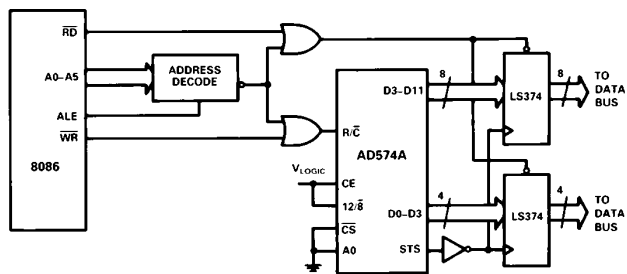 RD
A0–A5
ALE
WR
8086
ADDRESS
DECODE
R/C
VLOGIC
CE
12/8
CS
A0
AD574A
D3–D11
D0–D3
STS
8
LS374
8
TO
DATA
BUS
4
LS374
4
TO
DATA
BUS